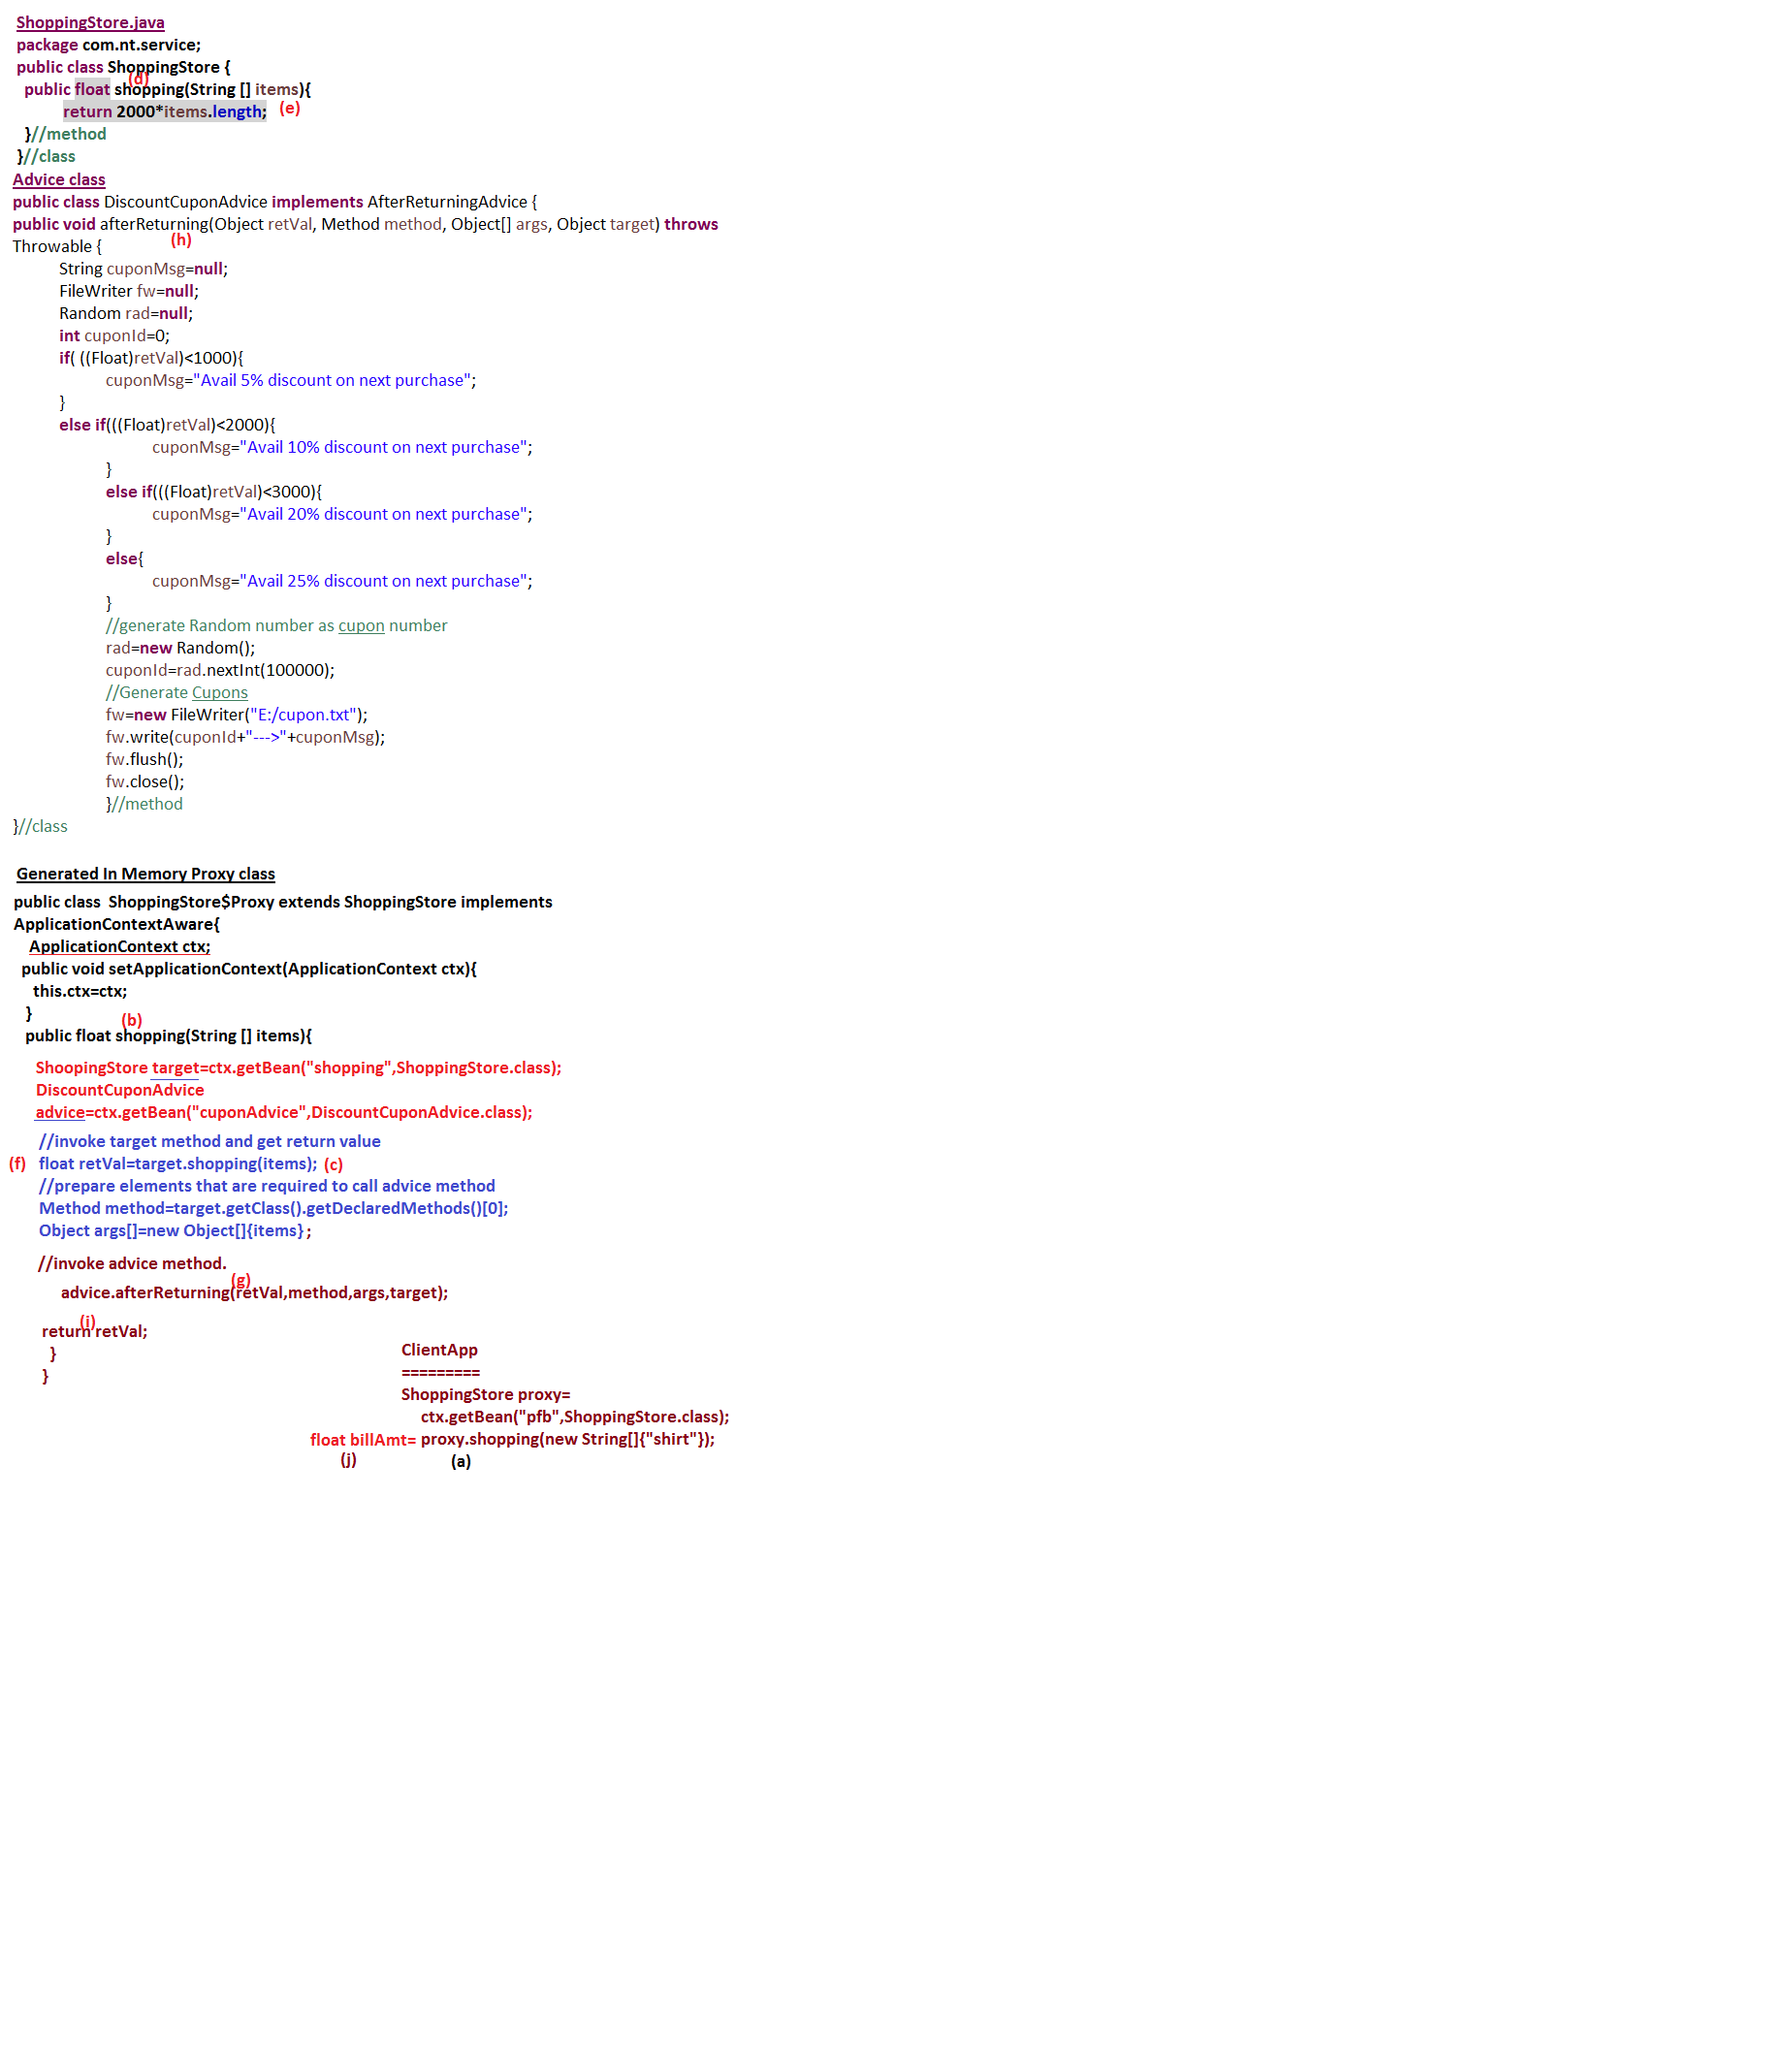 ShoppingStore.java
package com.nt.service;
public class ShoppingStore {
(d)
public float shopping(String [] items){
return 2000*items.length; (e)
}//method
}//class
Advice class
public class DiscountCuponAdvice implements AfterReturningAdvice {
public void afterReturning(Object retVal, Method method, Object[] args, Object target) throws
Throwable { (h)
String cuponMsg=null;
FileWriter fw=null;
Random rad=null;
int cuponId=0;
if( ((Float)retVal)<1000){
cuponMsg="Avail 5% discount on next purchase";
}
else if(((Float)retVal)<2000){
cuponMsg="Avail 10% discount on next purchase";
}
else if(((Float)retVal)<3000){
cuponMsg="Avail 20% discount on next purchase";
}
else{
cuponMsg="Avail 25% discount on next purchase";
}
//generate Random number as cupon number
rad=new Random();
cuponId=rad.nextInt(100000);
//Generate Cupons
fw=new FileWriter("E:/cupon.txt");
fw.write(cuponId+"--->"+cuponMsg);
fw.flush();
fw.close();
}//method
}//class
Generated In Memory Proxy class
public class  ShoppingStore$Proxy extends ShoppingStore implements
ApplicationContextAware{
ApplicationContext ctx;
public void setApplicationContext(ApplicationContext ctx){
this.ctx=ctx;
}
(b)
public float shopping(String [] items){
ShoopingStore target=ctx.getBean("shopping",ShoppingStore.class);
DiscountCuponAdvice
advice=ctx.getBean("cuponAdvice",DiscountCuponAdvice.class);
//invoke target method and get return value
(f) float retVal=target.shopping(items); (c)
//prepare elements that are required to call advice method
Method method=target.getClass().getDeclaredMethods()[0];
Object args[]=new Object[]{items} ;
//invoke advice method.
(g)
advice.afterReturning(retVal,method,args,target);
(i)
return retVal;
}
}
ClientApp
=========
ShoppingStore proxy=
ctx.getBean("pfb",ShoppingStore.class);
float billAmt= proxy.shopping(new String[]{"shirt"});
(j) (a)